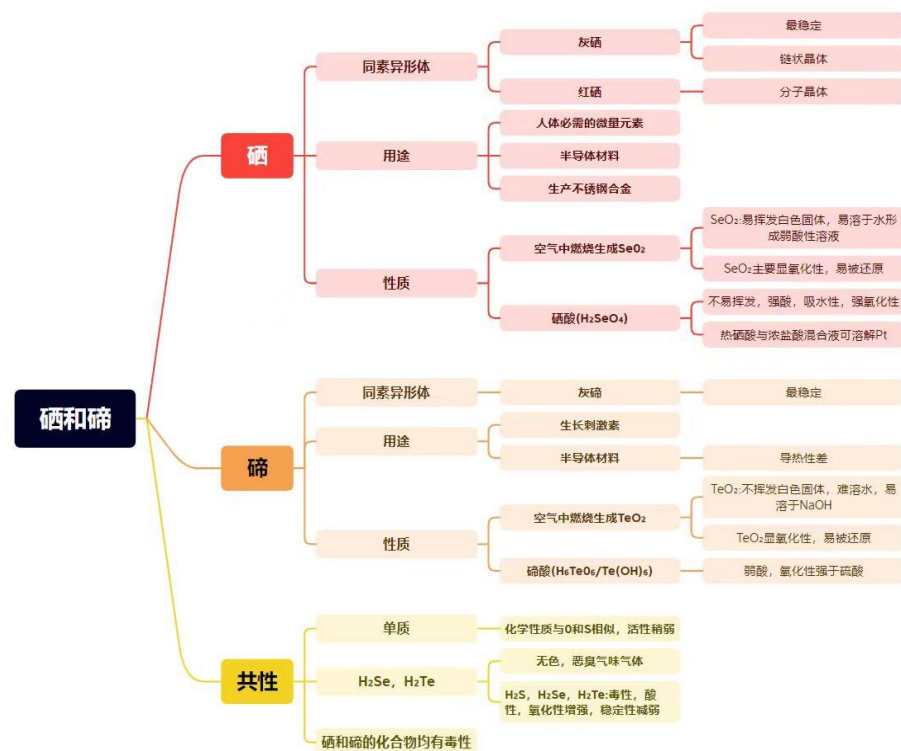 硒和碲
硒
同素异形体
灰硒
最稳定
链状晶体
红硒
分子晶体
用途
人体必需的微量元素
半导体材料
生产不锈钢合金
性质
空气中燃烧生成SeO₂
SeO₂:易挥发白色固体，易溶于水形
成弱酸性溶液
SeO₂主要显氧化性，易被还原
硒酸(H₂SeO₄)
不易挥发，强酸，吸水性，强氧化性
热硒酸与浓盐酸混合液可溶解Pt
碲
同素异形体
灰碲
最稳定
用途
生长刺激素
半导体材料
导热性差
性质
空气中燃烧生成TeO₂
TeO₂:不挥发白色固体，难溶水，易
溶于NaOH
TeO₂显氧化性，易被还原
碲酸(H₆TeO₆/Te(OH)₆)
弱酸，氧化性强于硫酸
共性
单质
化学性质与O和S相似，活性稍弱
H₂Se，H₂Te
无色，恶臭气味气体
H₂S，H₂Se，H₂Te:毒性，酸
性，氧化性增强，稳定性减弱
硒和碲的化合物均有毒性